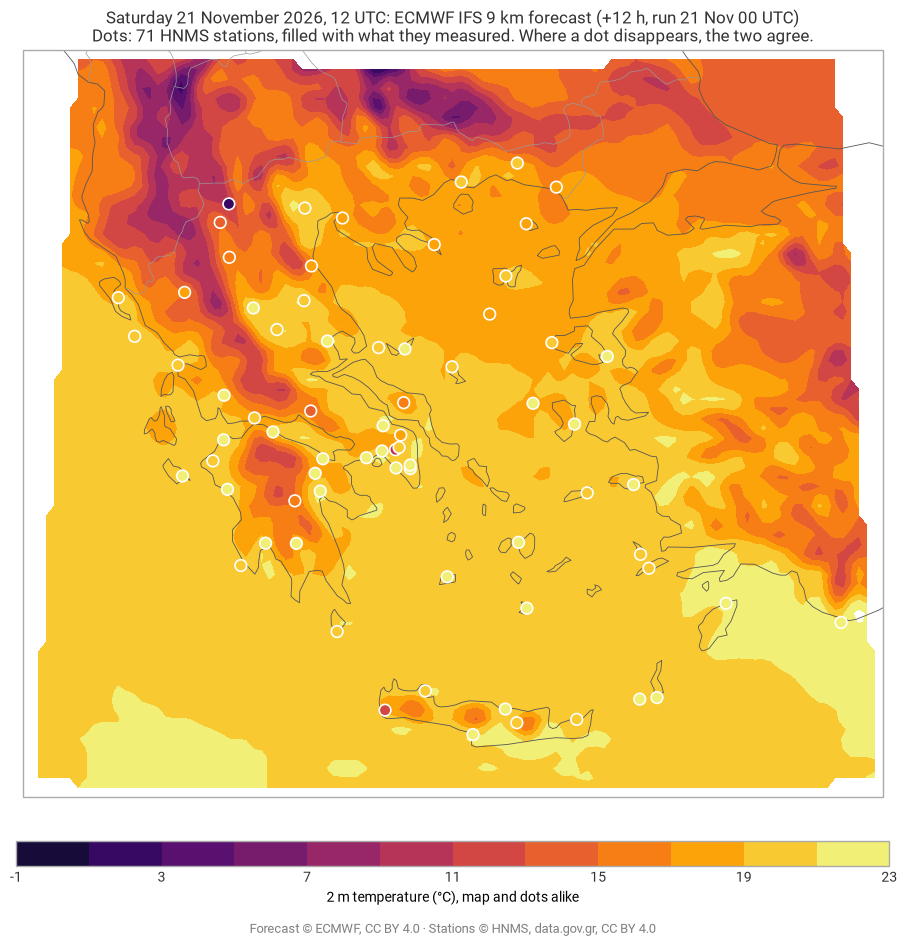 Saturday 21 November 2026, 12 UTC: ECMWF IFS 9 km forecast (+12 h, run 21 Nov 00 UTC)
Dots: 71 HNMS stations, filled with what they measured. Where a dot disappears, the two agree.
-1 3 7 11 15 19 23
2 m temperature (°C), map and dots alike
Forecast © ECMWF, CC BY 4.0 · Stations © HNMS, data.gov.gr, CC BY 4.0